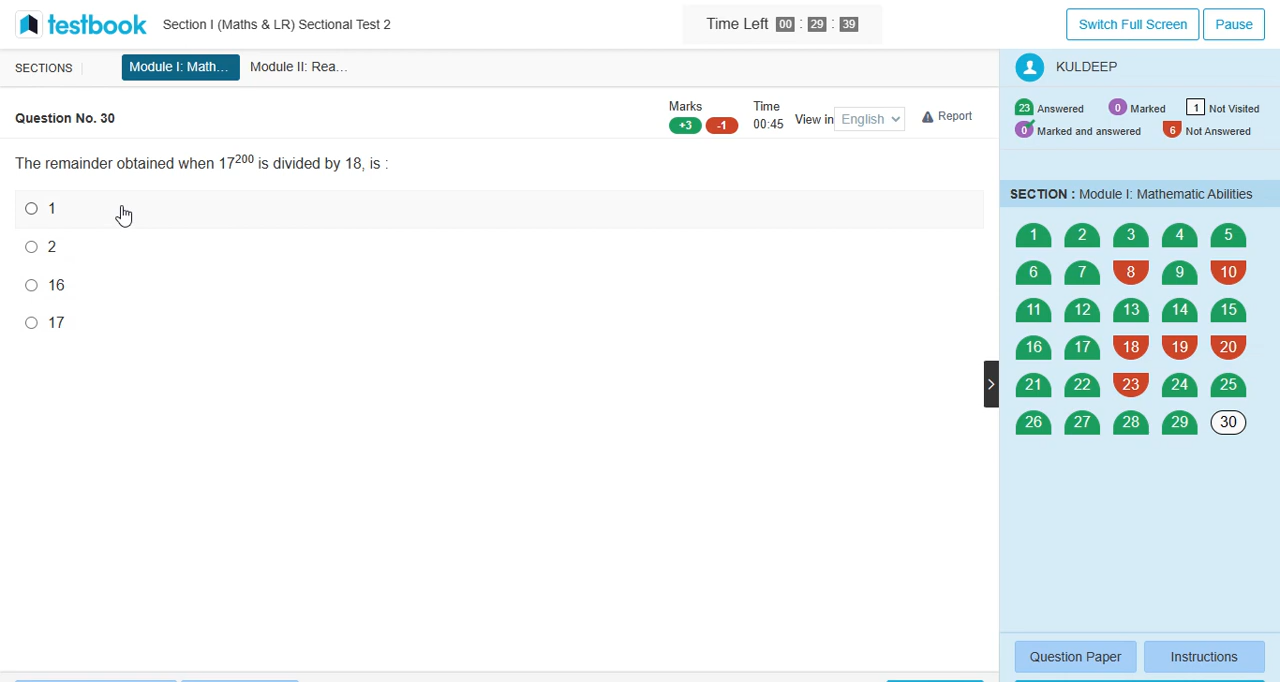 testbook Section I (Maths & LR) Sectional Test 2 Time Left 00 : 29 : 39 Switch Full Screen Pause
SECTIONS Module I: Math... Module II: Rea... KULDEEP
Question No. 30 Marks +3 -1 Time 00:45 View in English Report
23 Answered 0 Marked 1 Not Visited
0 Marked and answered 6 Not Answered
The remainder obtained when 17²⁰⁰ is divided by 18, is :
1
2
16
17
SECTION : Module I: Mathematic Abilities
1 2 3 4 5
6 7 8 9 10
11 12 13 14 15
16 17 18 19 20
21 22 23 24 25
26 27 28 29 30
Question Paper Instructions